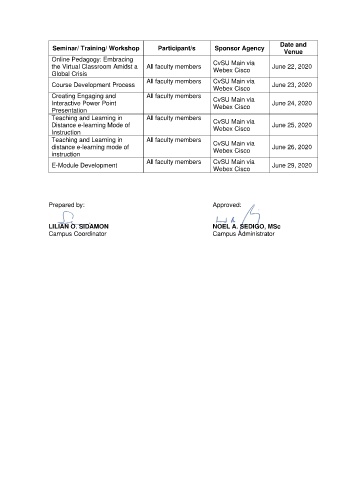 Seminar/ Training/ Workshop Participant/s Sponsor Agency Date and
Venue
Online Pedagogy: Embracing
the Virtual Classroom Amidst a
Global Crisis
All faculty members
CvSU Main via
Webex Cisco
June 22, 2020
Course Development Process
All faculty members
CvSU Main via
Webex Cisco
June 23, 2020
Creating Engaging and
Interactive Power Point
Presentation
All faculty members
CvSU Main via
Webex Cisco
June 24, 2020
Teaching and Learning in
Distance e-learning Mode of
Instruction
All faculty members
CvSU Main via
Webex Cisco
June 25, 2020
Teaching and Learning in
distance e-learning mode of
instruction
All faculty members
CvSU Main via
Webex Cisco
June 26, 2020
E-Module Development
All faculty members
CvSU Main via
Webex Cisco
June 29, 2020
Prepared by:
LILIAN O. SIDAMON
Campus Coordinator
Approved:
NOEL A. SEDIGO, MSc
Campus Administrator